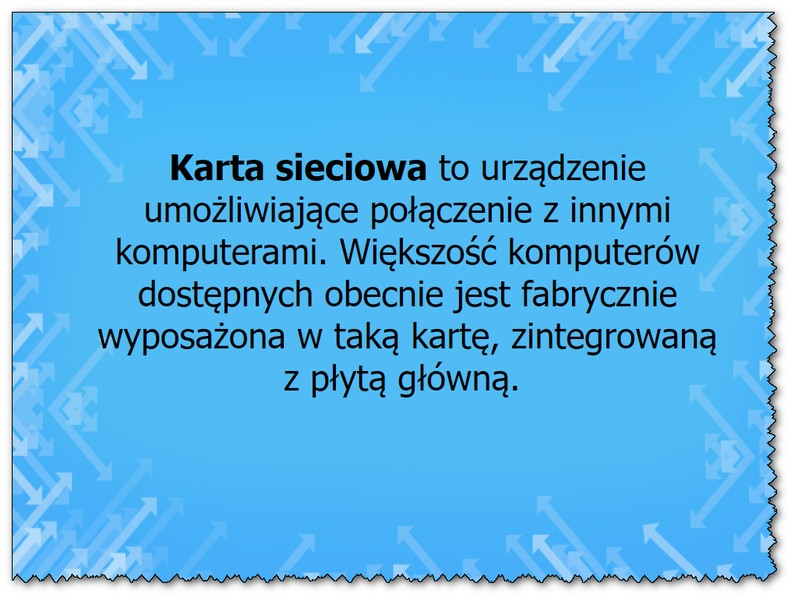 Karta sieciowa to urządzenie
umożliwiające połączenie z innymi
komputerami. Większość komputerów
dostępnych obecnie jest fabrycznie
wyposażona w taką kartę, zintegrowaną
z płytą główną.